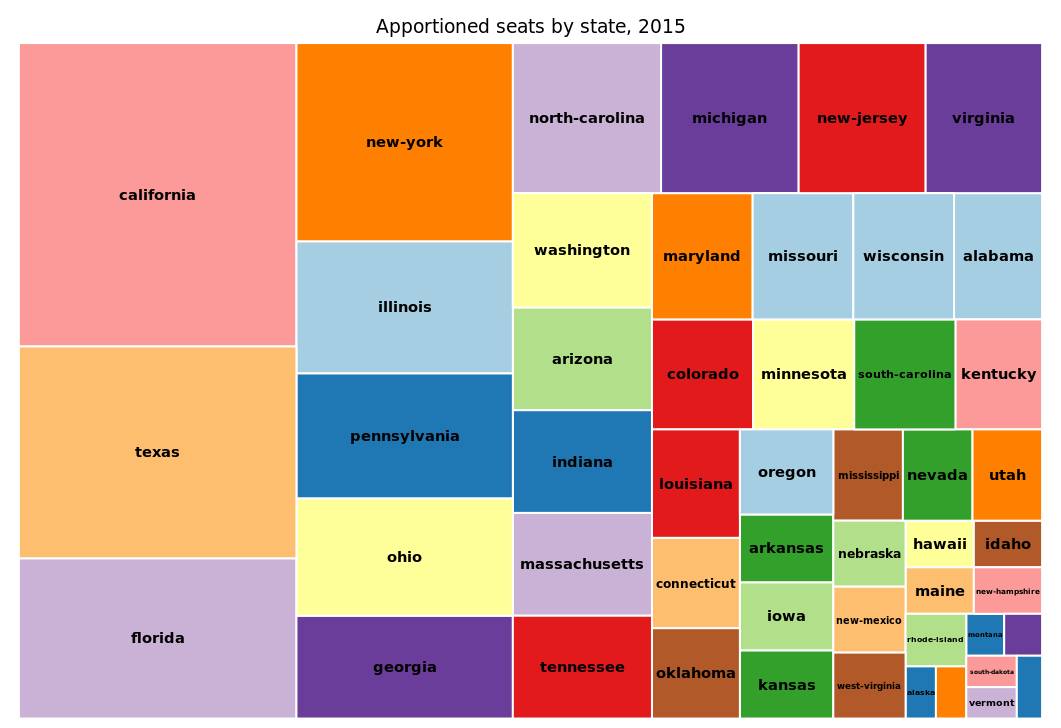 Apportioned seats by state, 2015
california
texas
florida
new-york
illinois
pennsylvania
ohio
georgia
north-carolina
michigan
new-jersey
virginia
washington
arizona
indiana
massachusetts
tennessee
maryland
missouri
wisconsin
alabama
colorado
minnesota
south-carolina
kentucky
louisiana
connecticut
oklahoma
oregon
arkansas
iowa
kansas
mississippi
nevada
utah
nebraska
new-mexico
west-virginia
hawaii
idaho
maine
new-hampshire
rhode-island
montana
alaska
south-dakota
vermont